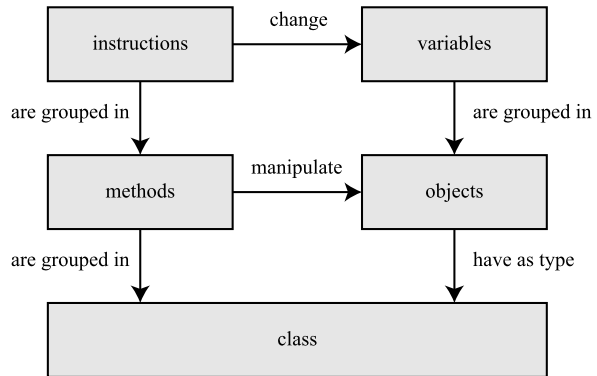 change
instructions
variables
are grouped in
are grouped in
manipulate
methods
objects
are grouped in
have as type
class